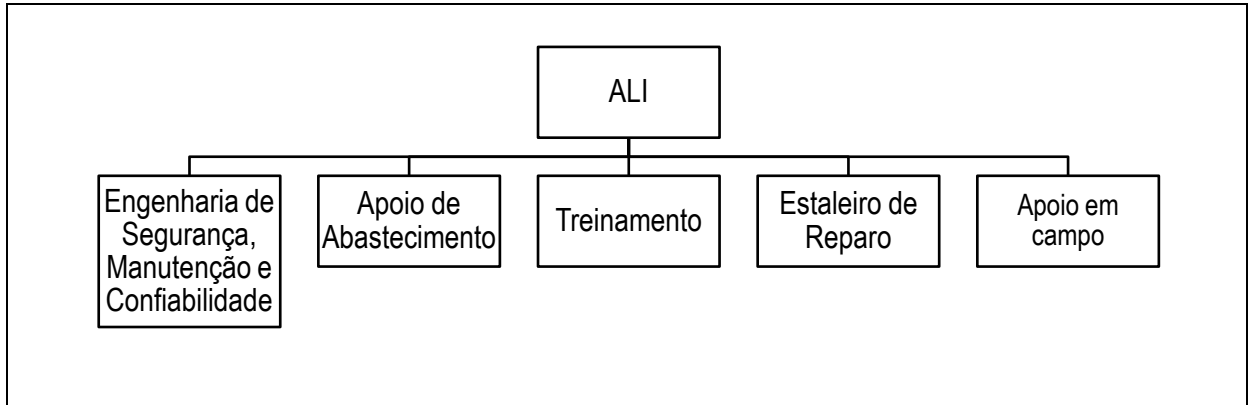 ALI
Engenharia de
Segurança,
Manutenção e
Confiabilidade
Apoio de
Abastecimento
Treinamento
Estaleiro de
Reparo
Apoio em
campo